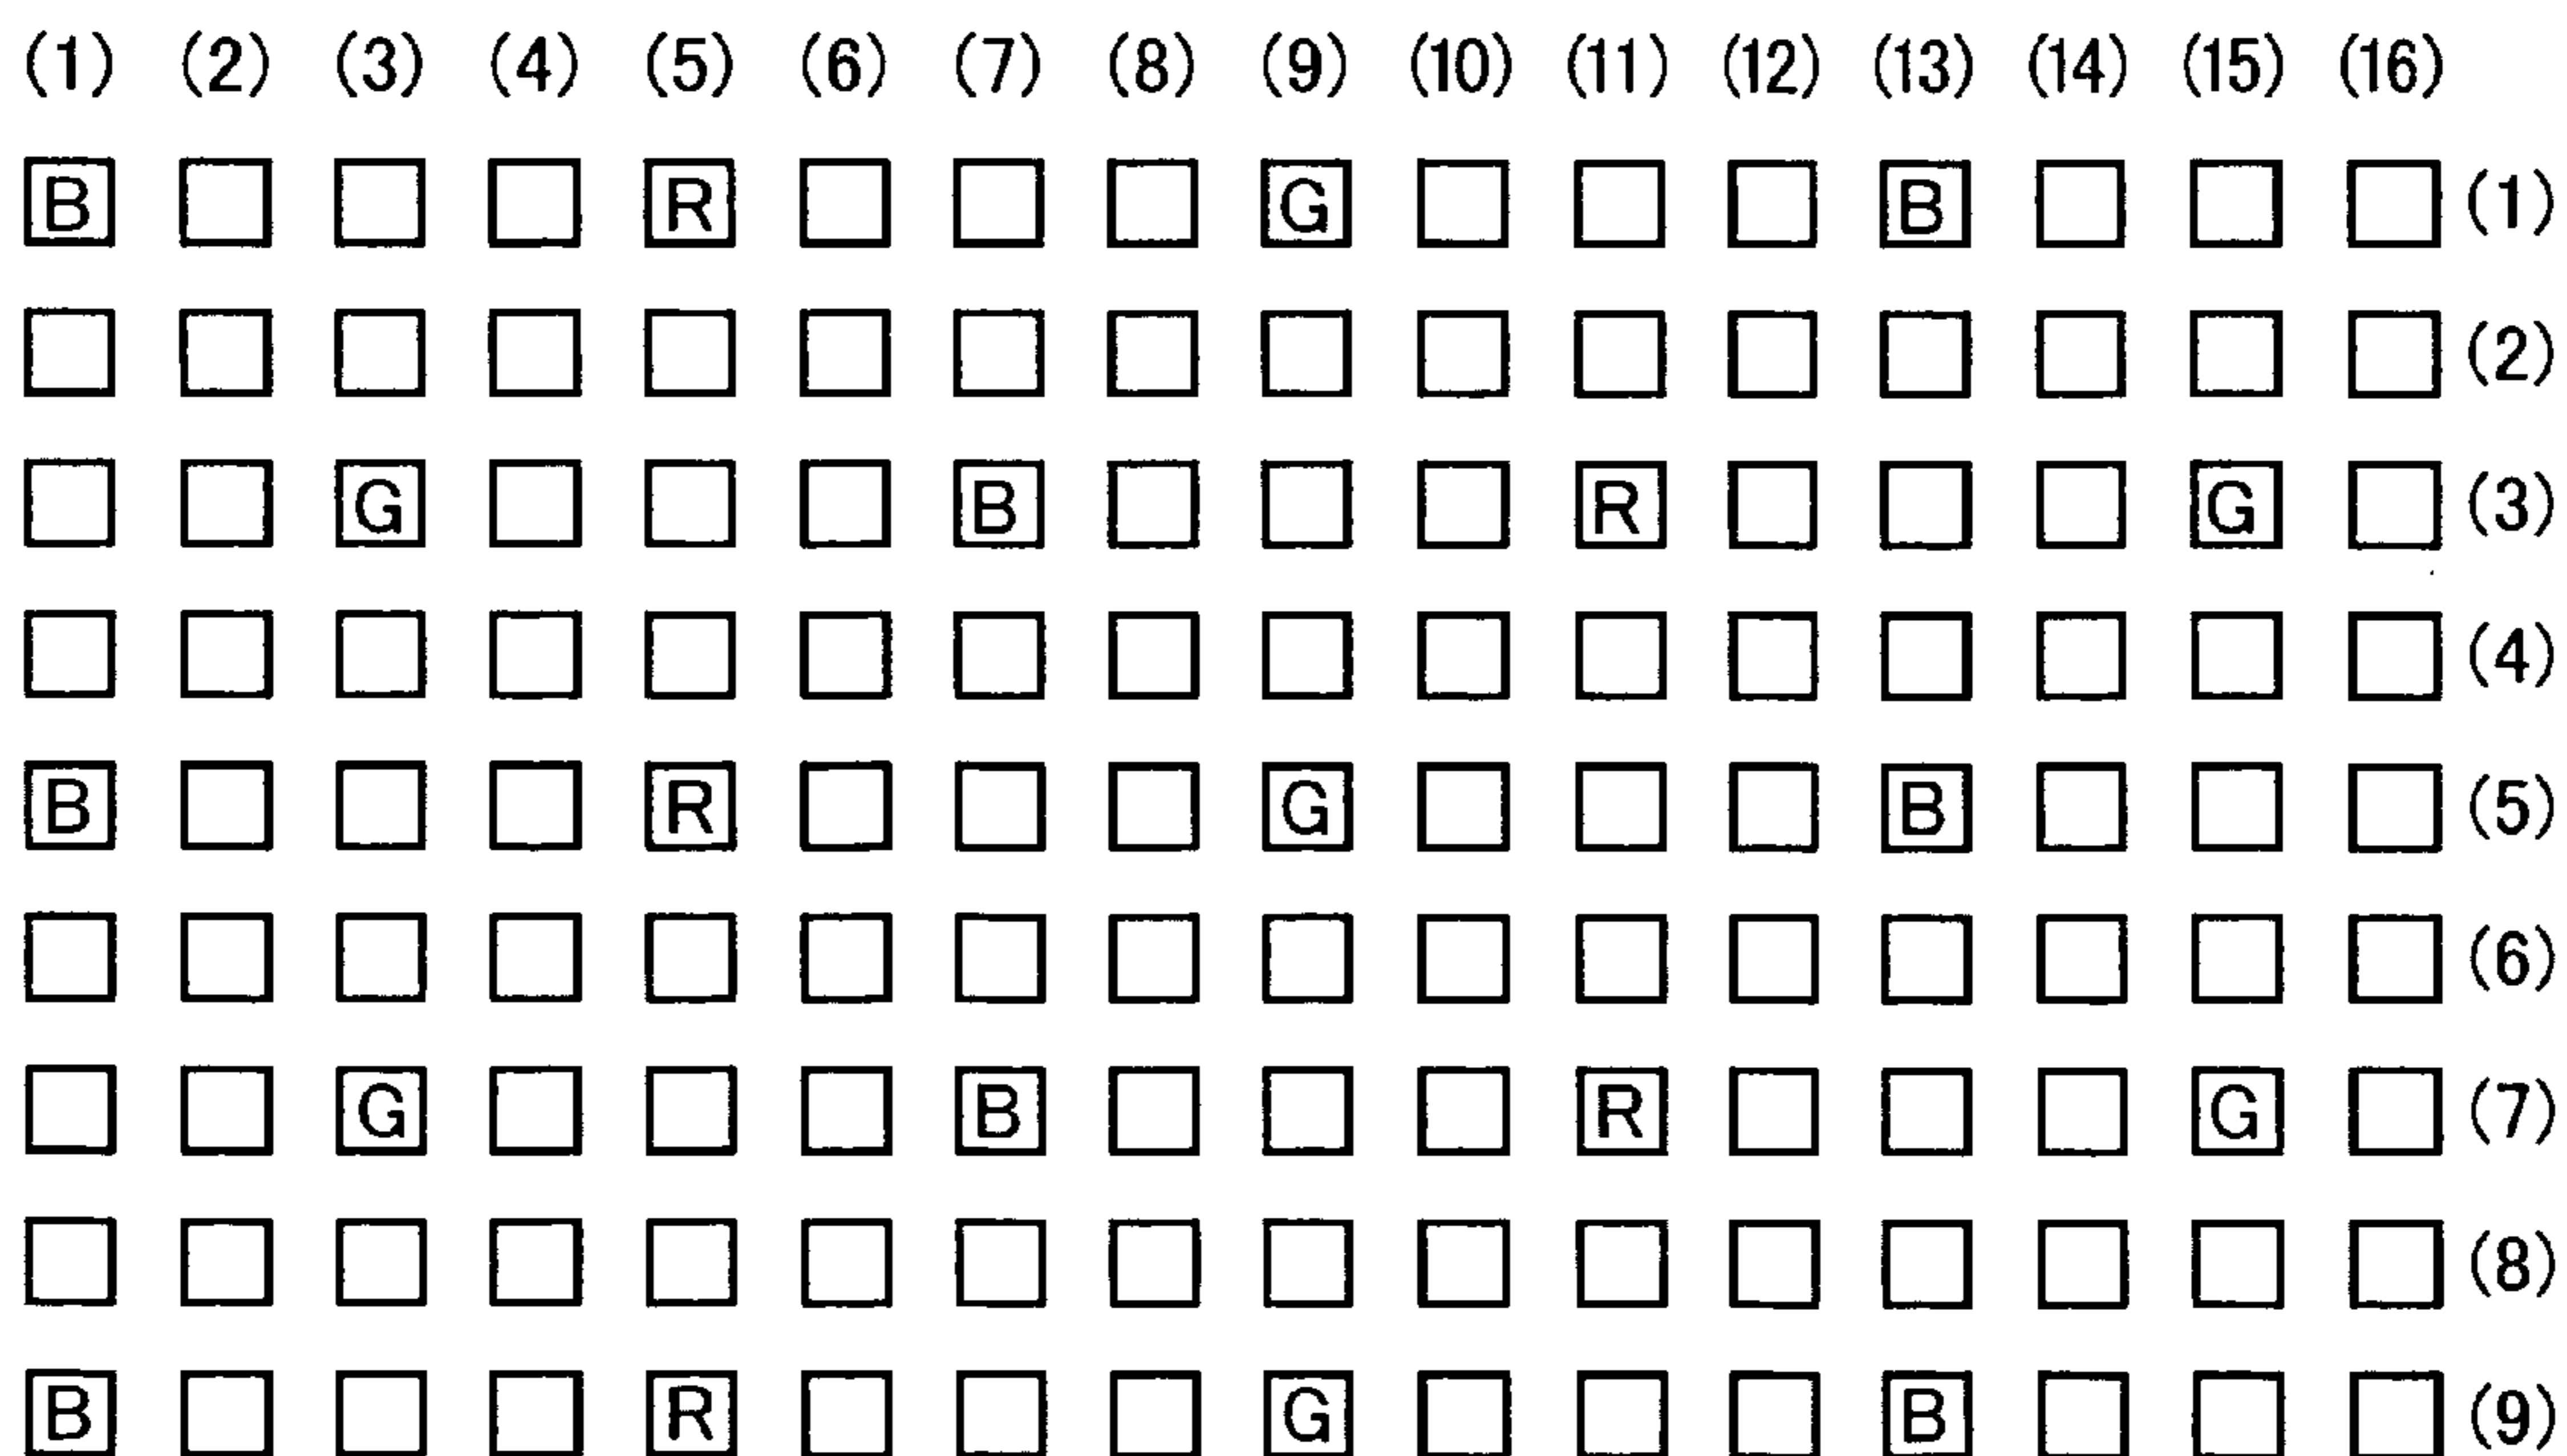 (1) (2) (3) (4) (5) (6) (7) (8) (9) (10) (11) (12) (13) (14) (15) (16)
B R G B (1)
(2)
G B R G (3)
(4)
B R G B (5)
(6)
G B R G (7)
(8)
B R G B (9)